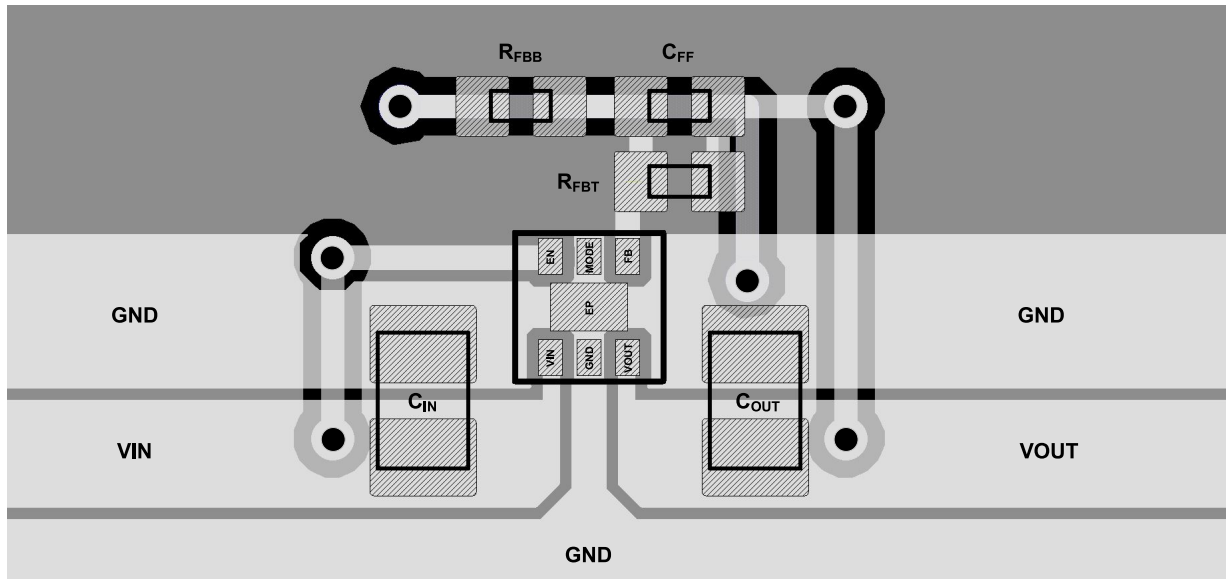 RFBB
CFF
RFBT
EN
MODE
FB
EP
VIN
GND
VOUT
GND
GND
CIN
COUT
VIN
VOUT
GND